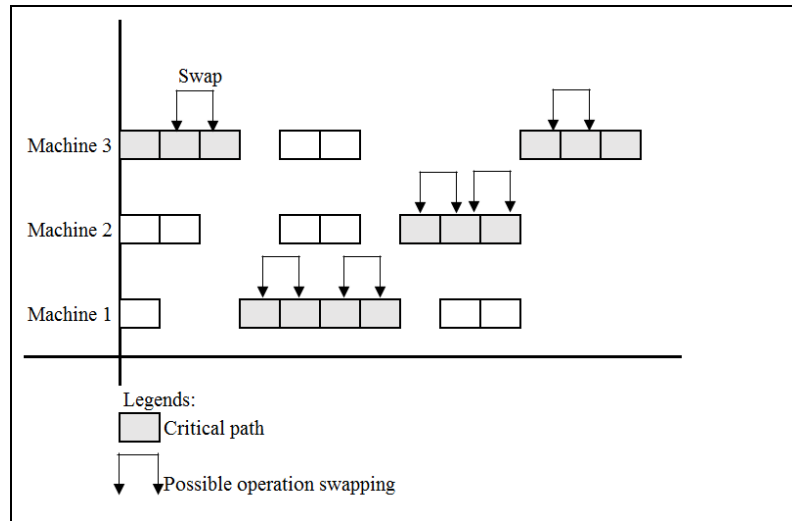 Swap
Machine 3
Machine 2
Machine 1
Legends:
Critical path
Possible operation swapping